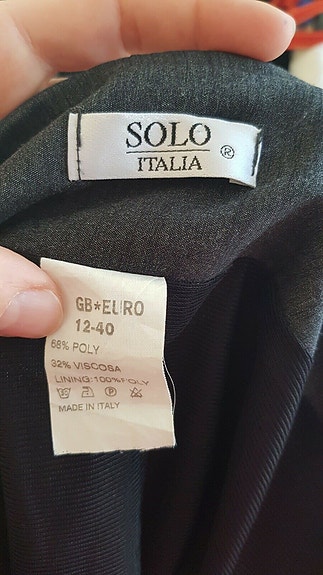 SOLO
ITALIA ®
GB*EURO
12-40
68% POLY
32% VISCOSA
LINING:100%POLY
MADE IN ITALY